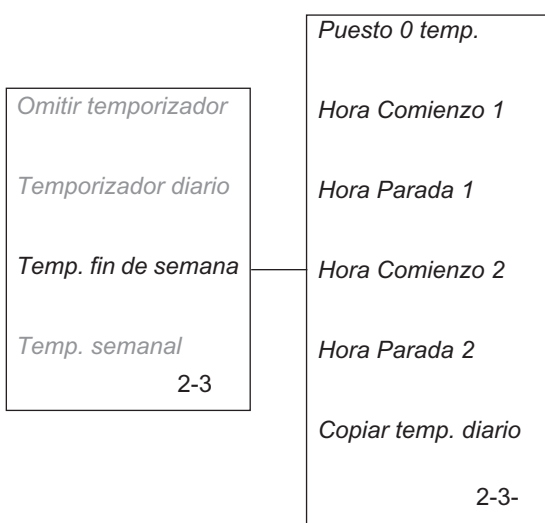 Omitir temporizador
Temporizador diario
Temp. fin de semana
Temp. semanal
2-3
Puesto 0 temp.
Hora Comienzo 1
Hora Parada 1
Hora Comienzo 2
Hora Parada 2
Copiar temp. diario
2-3-